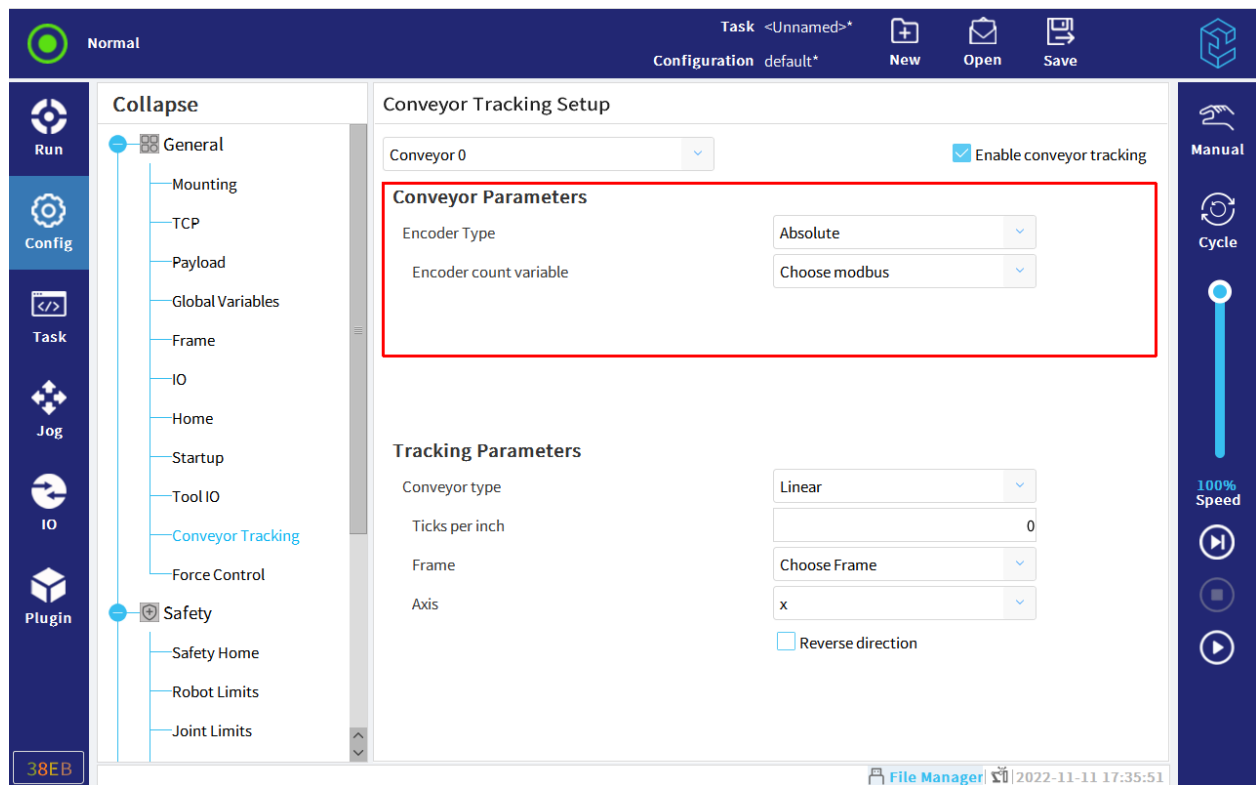 Normal
Task <Unnamed>*
Configuration default*
New
Open
Save
Run
Config
Task
Jog
IO
Plugin
38EB
Collapse
General
Mounting
TCP
Payload
Global Variables
Frame
IO
Home
Startup
Tool IO
Conveyor Tracking
Force Control
Safety
Safety Home
Robot Limits
Joint Limits
Conveyor Tracking Setup
Conveyor 0
Enable conveyor tracking
Conveyor Parameters
Encoder Type Absolute
Encoder count variable Choose modbus
Tracking Parameters
Conveyor type Linear
Ticks per inch 0
Frame Choose Frame
Axis x
Reverse direction
File Manager 2022-11-11 17:35:51
Manual
Cycle
100%
Speed